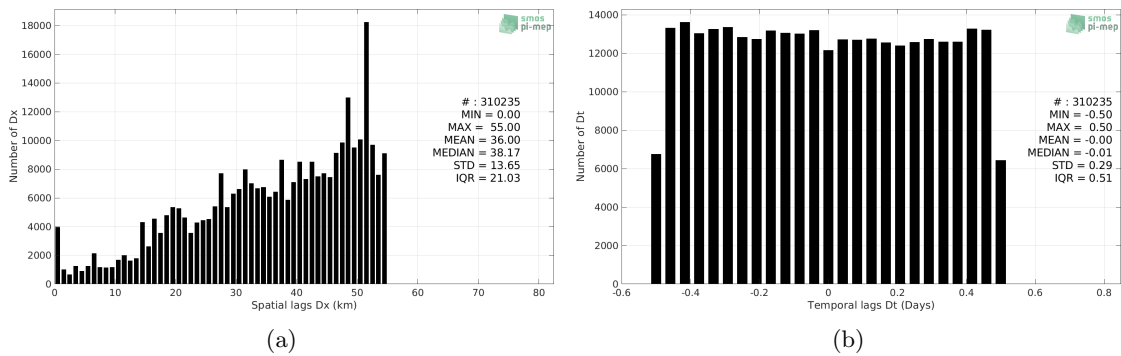 18000
16000
14000
12000
10000
8000
6000
4000
2000
0
Number of Dx
0 10 20 30 40 50 60 70 80
Spatial lags Dx (km)
smos
pi-mep
# : 310235
MIN = 0.00
MAX = 55.00
MEAN = 36.00
MEDIAN = 38.17
STD = 13.65
IQR = 21.03
(a)
14000
12000
10000
8000
6000
4000
2000
0
Number of Dt
-0.6 -0.4 -0.2 0 0.2 0.4 0.6 0.8
Temporal lags Dt (Days)
smos
pi-mep
# : 310235
MIN = -0.50
MAX = 0.50
MEAN = -0.00
MEDIAN = -0.01
STD = 0.29
IQR = 0.51
(b)